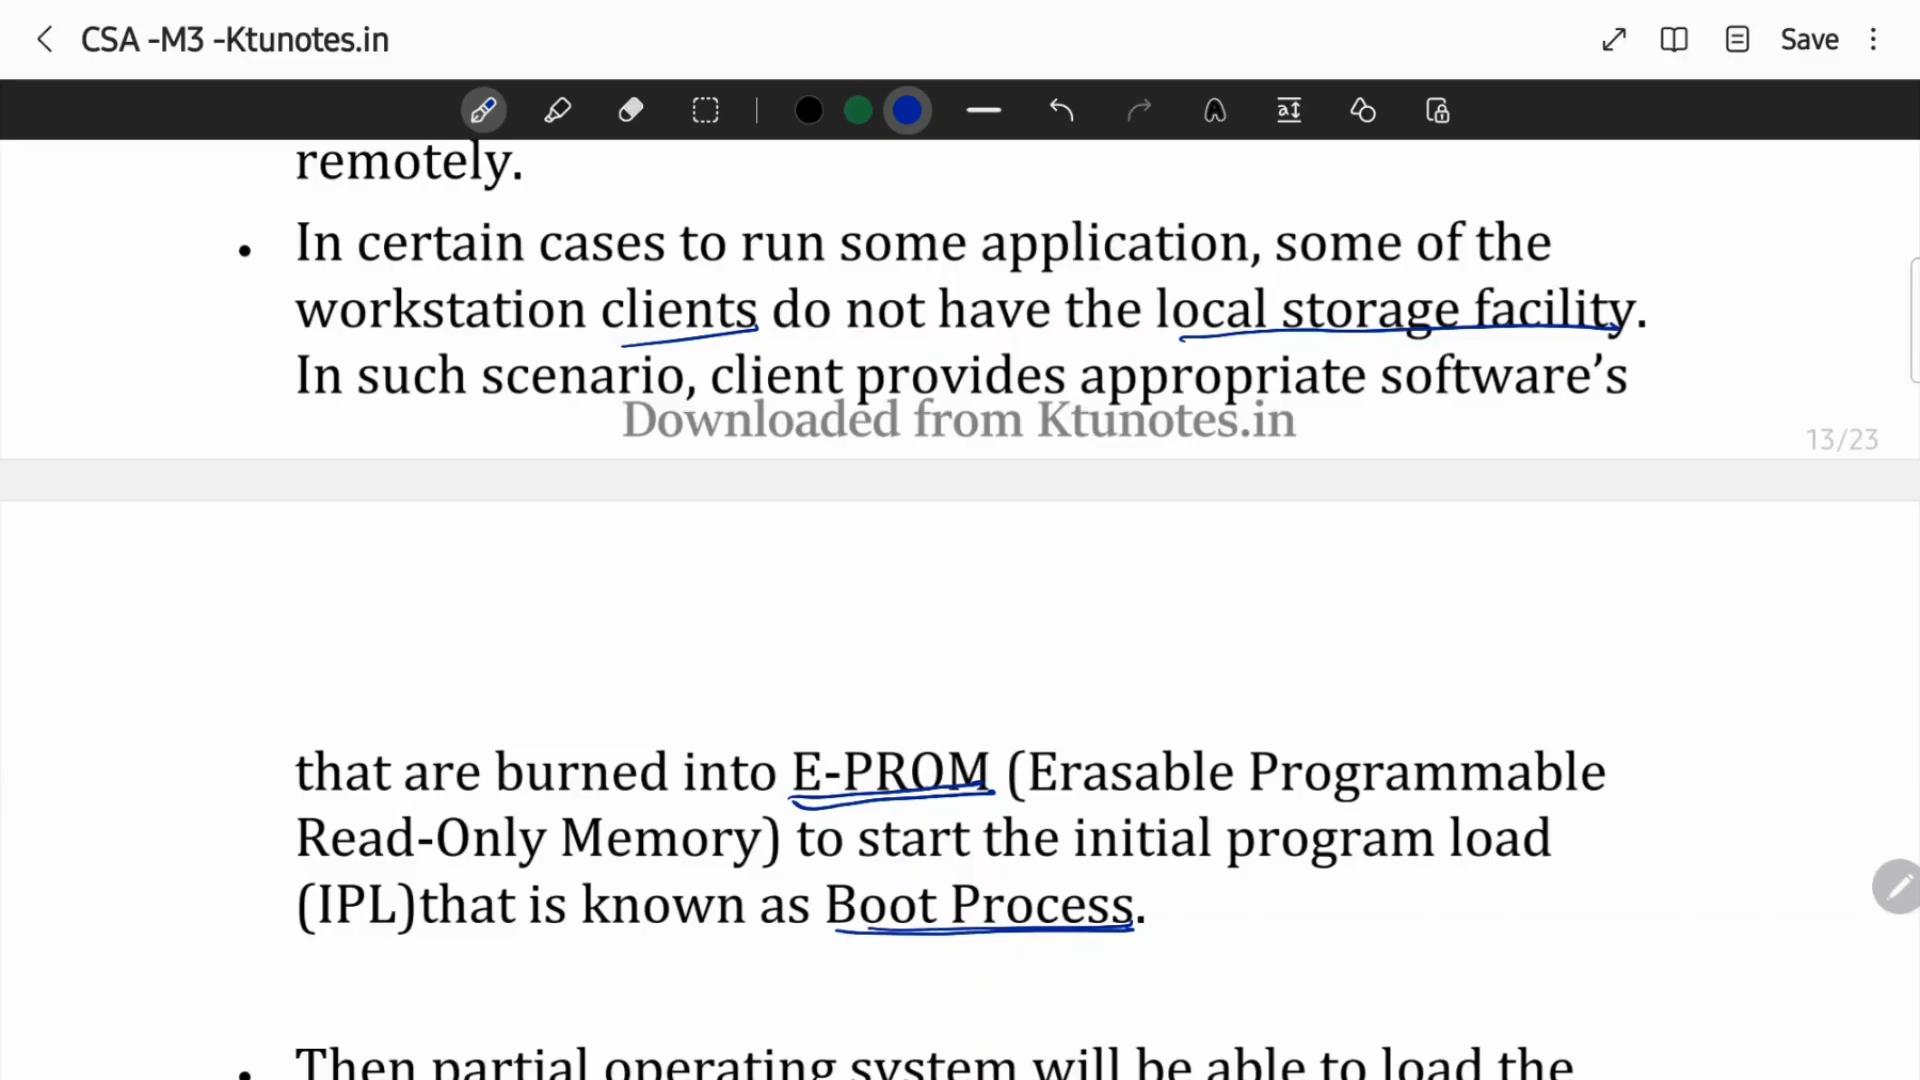 CSA -M3 -Ktunotes.in
Save
remotely.
• In certain cases to run some application, some of the
workstation clients do not have the local storage facility.
In such scenario, client provides appropriate software’s
Downloaded from Ktunotes.in
13/23
that are burned into E-PROM (Erasable Programmable
Read-Only Memory) to start the initial program load
(IPL)that is known as Boot Process.
• Then partial operating system will be able to load the